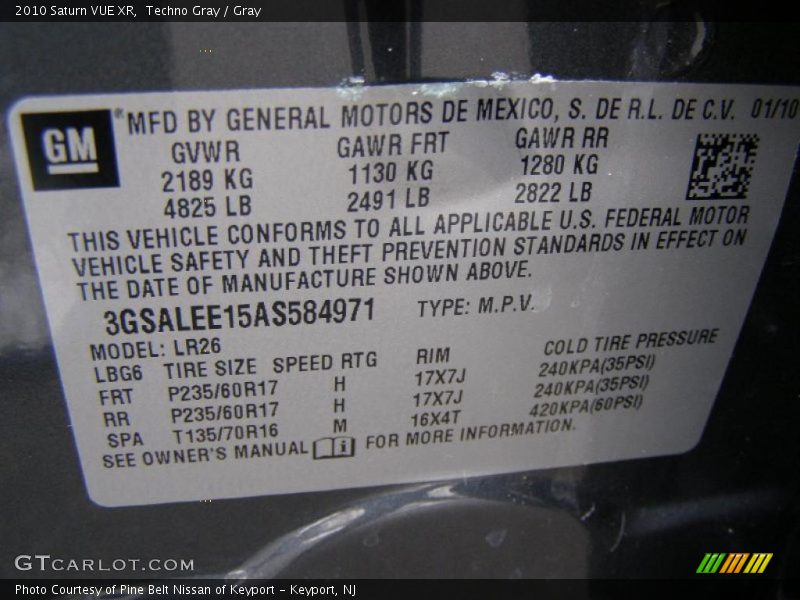 2010 Saturn VUE XR, Techno Gray / Gray
GM
® MFD BY GENERAL MOTORS DE MEXICO, S. DE R.L. DE C.V. 01/10
GVWR GAWR FRT GAWR RR
2189 KG 1130 KG 1280 KG
4825 LB 2491 LB 2822 LB
THIS VEHICLE CONFORMS TO ALL APPLICABLE U.S. FEDERAL MOTOR
VEHICLE SAFETY AND THEFT PREVENTION STANDARDS IN EFFECT ON
THE DATE OF MANUFACTURE SHOWN ABOVE.
3GSALEE15AS584971 TYPE: M.P.V.
MODEL: LR26
LBG6 TIRE SIZE SPEED RTG RIM COLD TIRE PRESSURE
FRT P235/60R17 H 17X7J 240KPA(35PSI)
RR P235/60R17 H 17X7J 240KPA(35PSI)
SPA T135/70R16 M 16X4T 420KPA(60PSI)
SEE OWNER'S MANUAL i FOR MORE INFORMATION.
GTCARLOT.COM
Photo Courtesy of Pine Belt Nissan of Keyport – Keyport, NJ